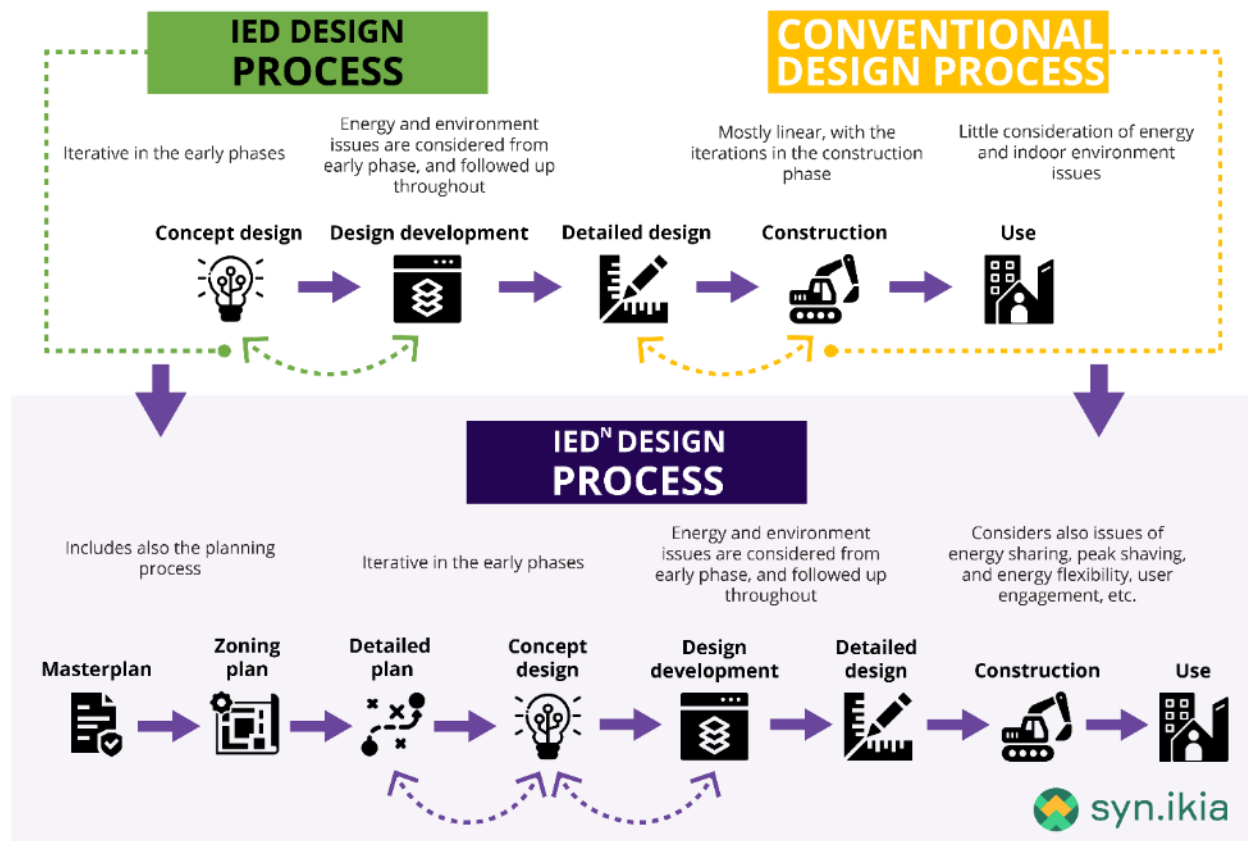 IED DESIGN
PROCESS
CONVENTIONAL
DESIGN PROCESS
Iterative in the early phases
Energy and environment
issues are considered from
early phase, and followed up
throughout
Mostly linear, with the
iterations in the construction
phase
Little consideration of energy
and indoor environment
issues
Concept design
Design development
Detailed design
Construction
Use
IEDᴺ DESIGN
PROCESS
Includes also the planning
process
Iterative in the early phases
Energy and environment
issues are considered from
early phase, and followed up
throughout
Considers also issues of
energy sharing, peak shaving,
and energy flexibility, user
engagement, etc.
Masterplan
Zoning
plan
Detailed
plan
Concept
design
Design
development
Detailed
design
Construction
Use
syn.ikia